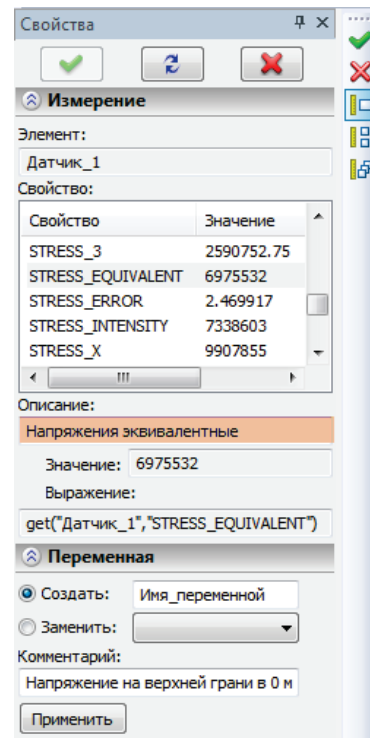 Свойства
Измерение
Элемент:
Датчик_1
Свойство:
Свойство Значение
STRESS_3 2590752.75
STRESS_EQUIVALENT 6975532
STRESS_ERROR 2.469917
STRESS_INTENSITY 7338603
STRESS_X 9907855
Описание:
Напряжения эквивалентные
Значение: 6975532
Выражение:
get("Датчик_1","STRESS_EQUIVALENT")
Переменная
Создать: Имя_переменной
Заменить:
Комментарий:
Напряжение на верхней грани в 0 м
Применить